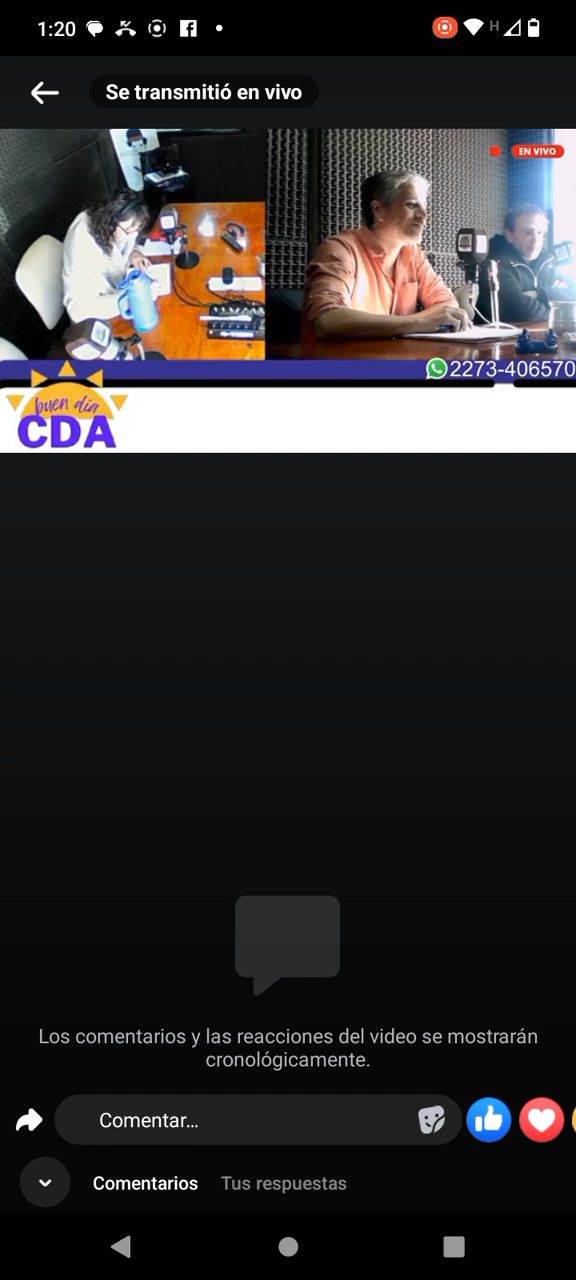 1:20
H
Se transmitió en vivo
EN VIVO
2273-406570
buen dia
CDA
Los comentarios y las reacciones del video se mostrarán
cronológicamente.
Comentar...
Comentarios
Tus respuestas